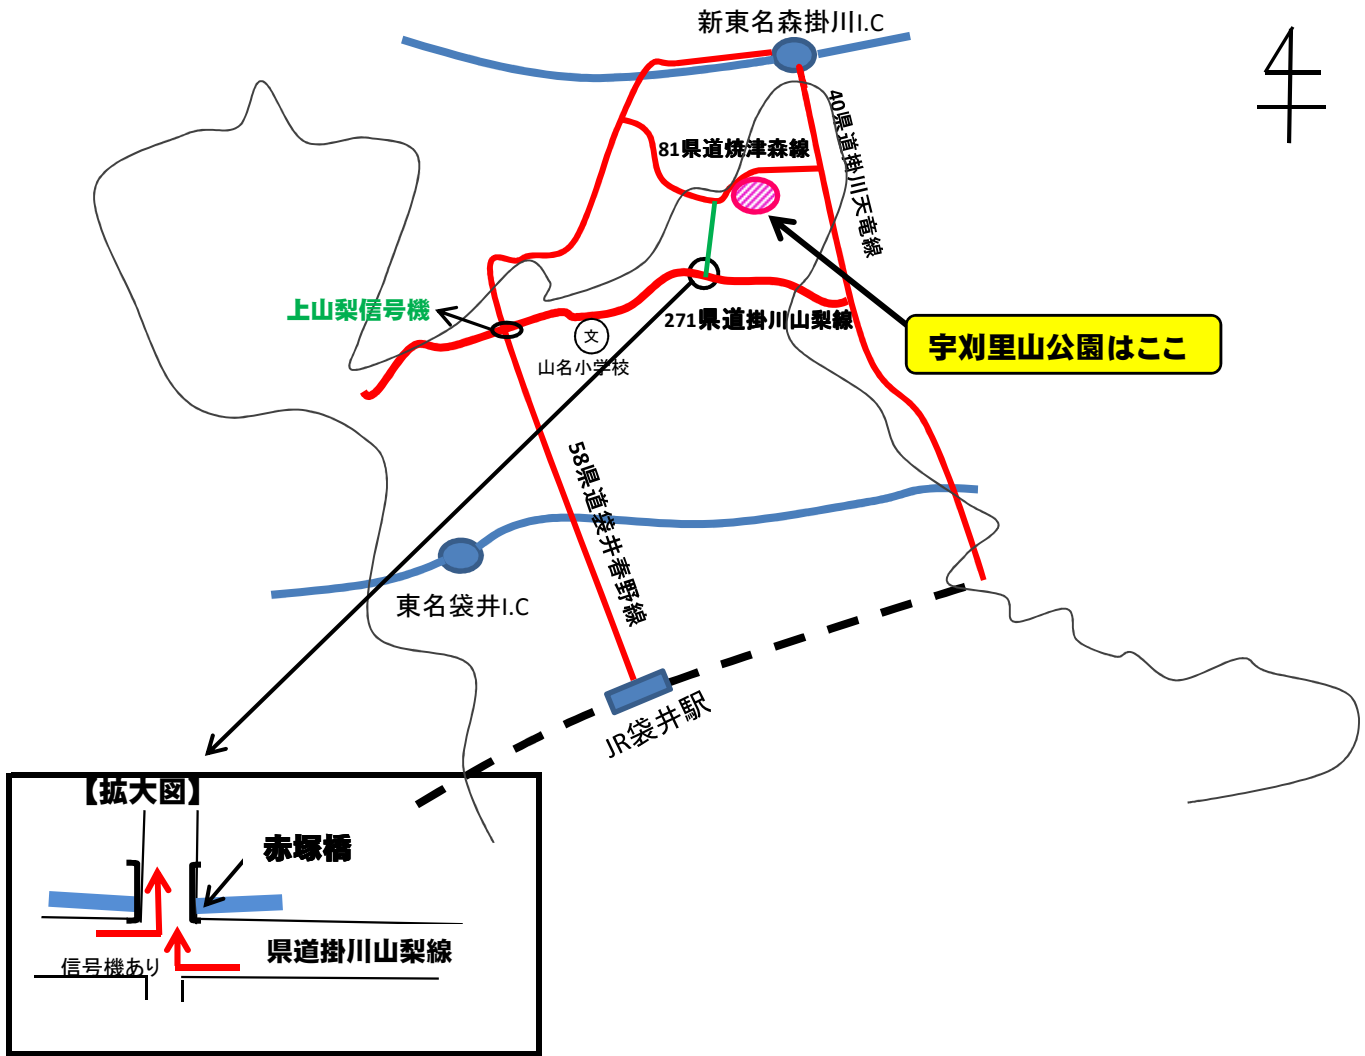 新東名森掛川I.C
81県道焼津森線
40県道掛川天竜線
上山梨信号機
271県道掛川山梨線
宇刈里山公園はここ
文
山名小学校
58県道袋井春野線
東名袋井I.C
JR袋井駅
【拡大図】
赤塚橋
県道掛川山梨線
信号機あり